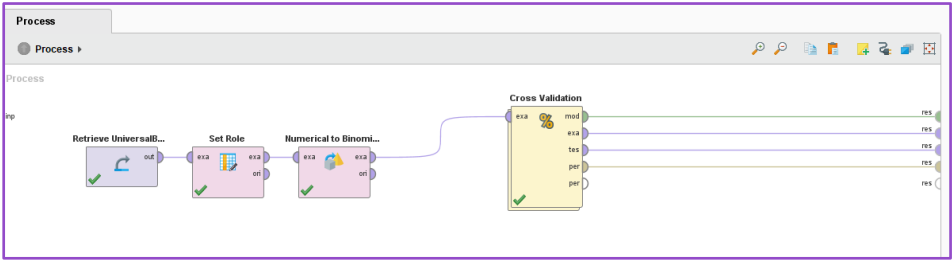 Process
Process
Process
inp
Retrieve UniversalB...
out
Set Role
exa
exa
ori
Numerical to Binomi...
exa
exa
ori
Cross Validation
exa
mod
exa
tes
per
per
res
res
res
res
res